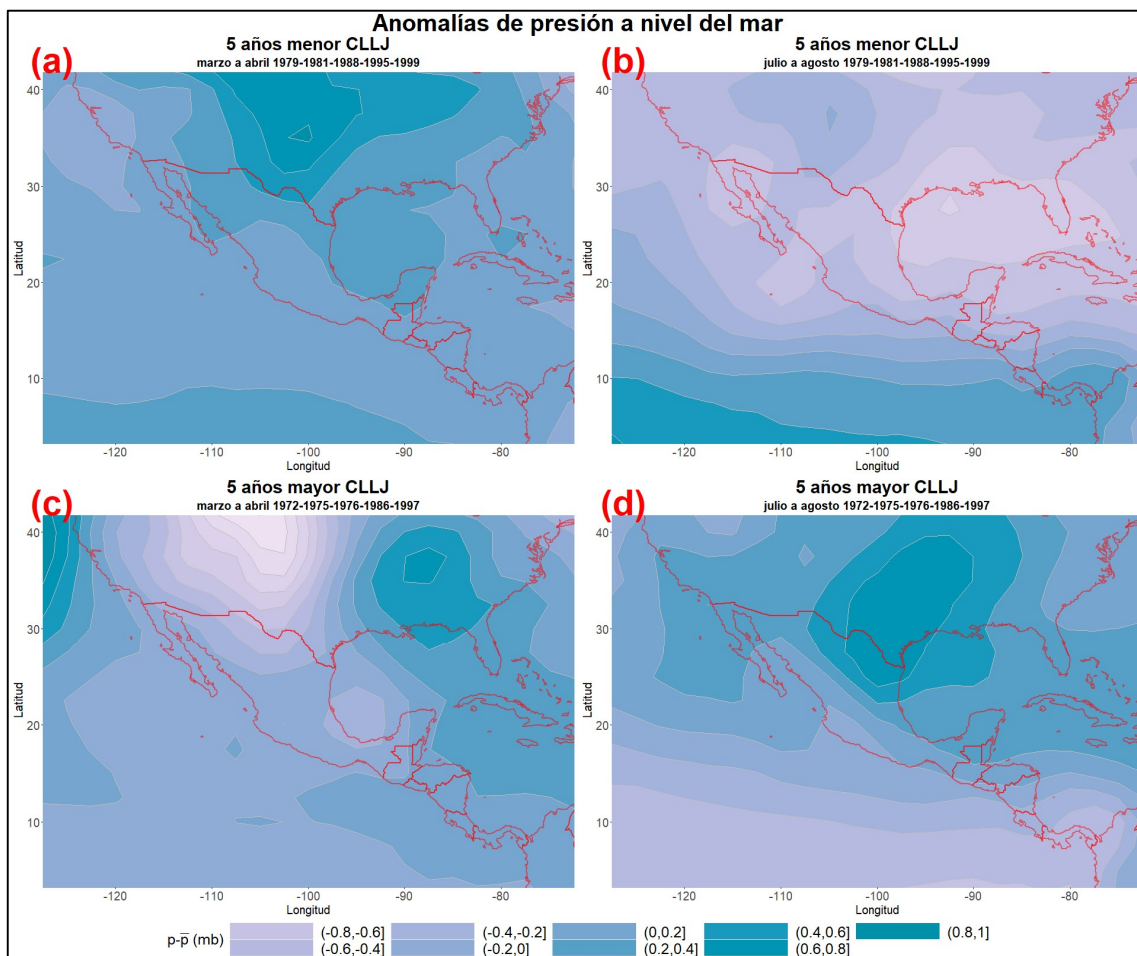 Anomalías de presión a nivel del mar
(a)
5 años menor CLLJ
marzo a abril 1979-1981-1988-1995-1999
Latitud
40
30
20
10
-120
-110
-100
-90
-80
Longitud
(b)
5 años menor CLLJ
julio a agosto 1979-1981-1988-1995-1999
Latitud
40
30
20
10
-120
-110
-100
-90
-80
Longitud
(c)
5 años mayor CLLJ
marzo a abril 1972-1975-1976-1986-1997
Latitud
40
30
20
10
-120
-110
-100
-90
-80
Longitud
(d)
5 años mayor CLLJ
julio a agosto 1972-1975-1976-1986-1997
Latitud
40
30
20
10
-120
-110
-100
-90
-80
Longitud
p-p̅ (mb)
(-0.8,-0.6] (-0.4,-0.2] (0,0.2] (0.4,0.6] (0.8,1]
(-0.6,-0.4] (-0.2,0] (0.2,0.4] (0.6,0.8]